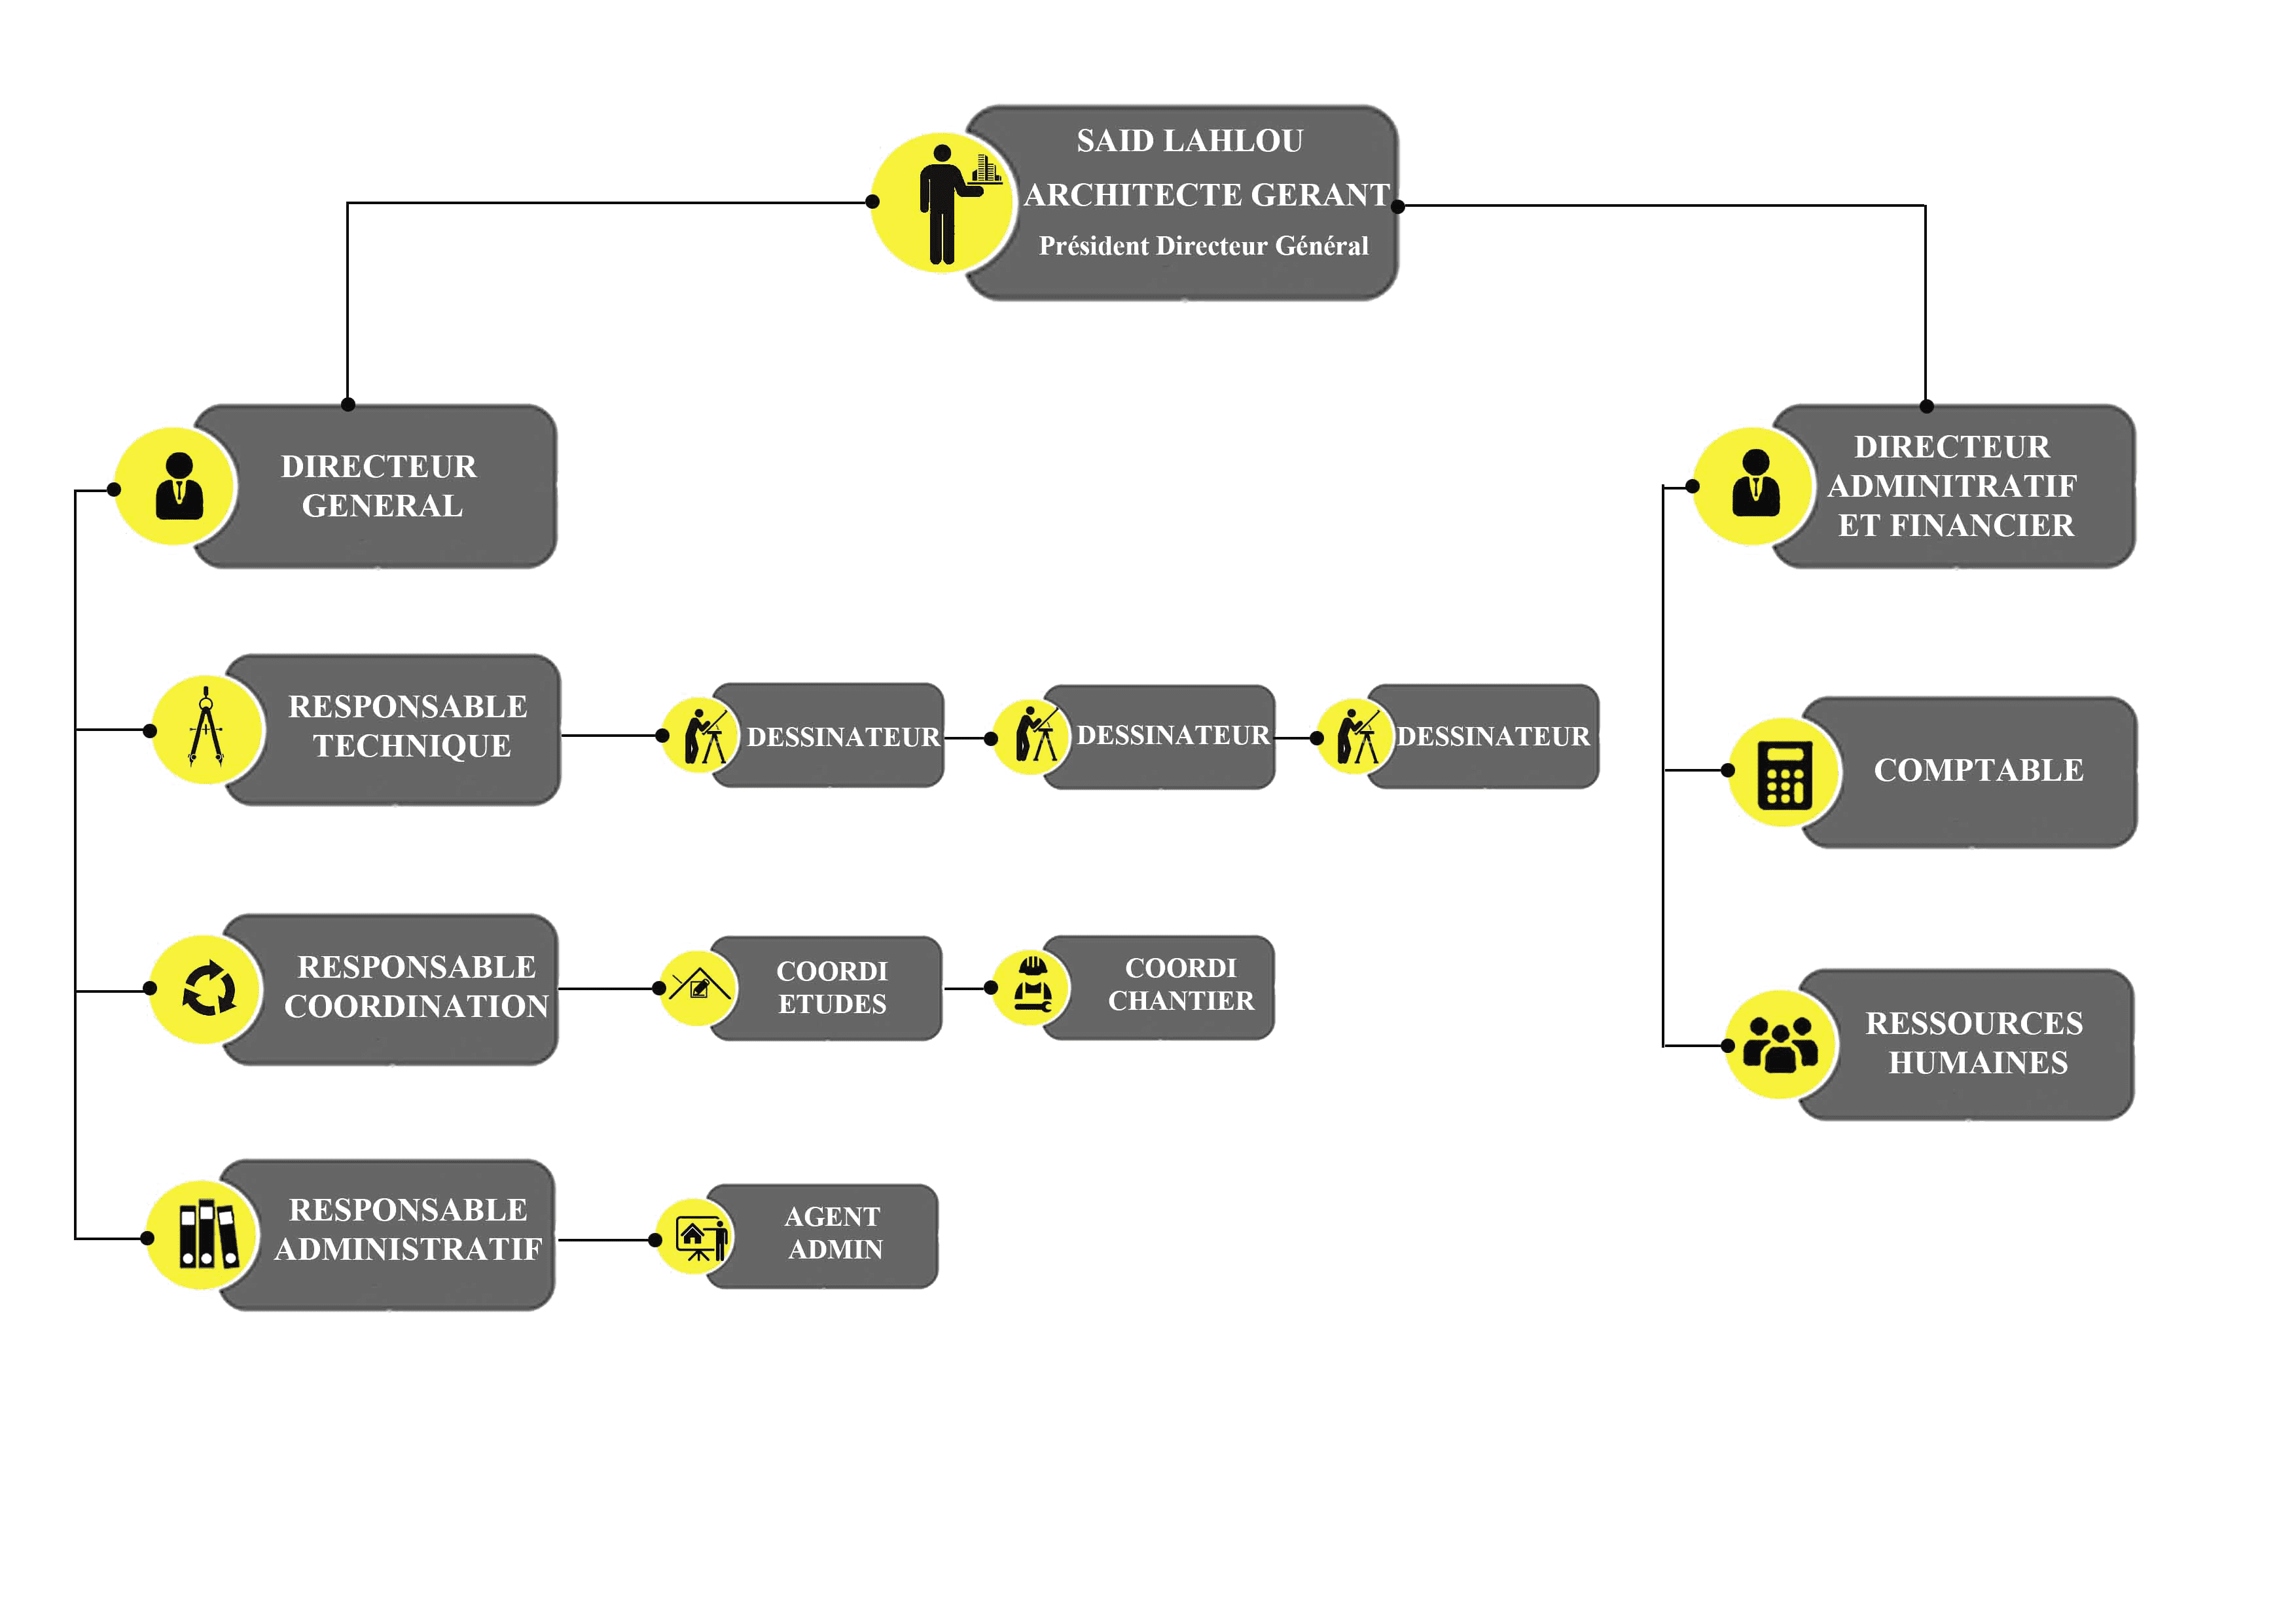 SAID LAHLOU
ARCHITECTE GERANT
Président Directeur Général
DIRECTEUR
GENERAL
DIRECTEUR
ADMINITRATIF
ET FINANCIER
RESPONSABLE
TECHNIQUE
DESSINATEUR
DESSINATEUR
DESSINATEUR
COMPTABLE
RESPONSABLE
COORDINATION
COORDI
ETUDES
COORDI
CHANTIER
RESSOURCES
HUMAINES
RESPONSABLE
ADMINISTRATIF
AGENT
ADMIN